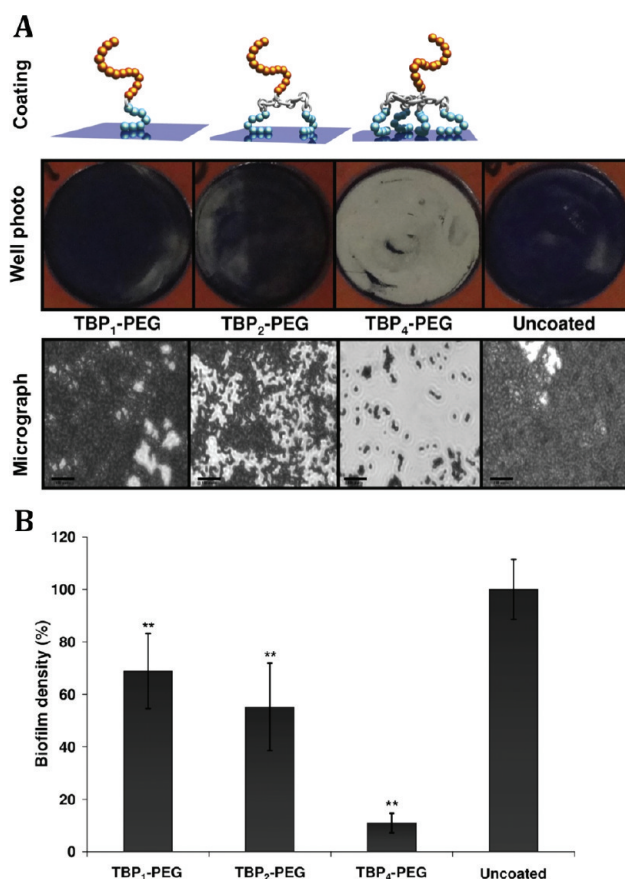 A
Coating
Well photo
TBP₁-PEG TBP₂-PEG TBP₄-PEG Uncoated
Micrograph
B
Biofilm density (%)
120
100
80
60
40
20
0
**
**
**
TBP₁-PEG TBP₂-PEG TBP₄-PEG Uncoated